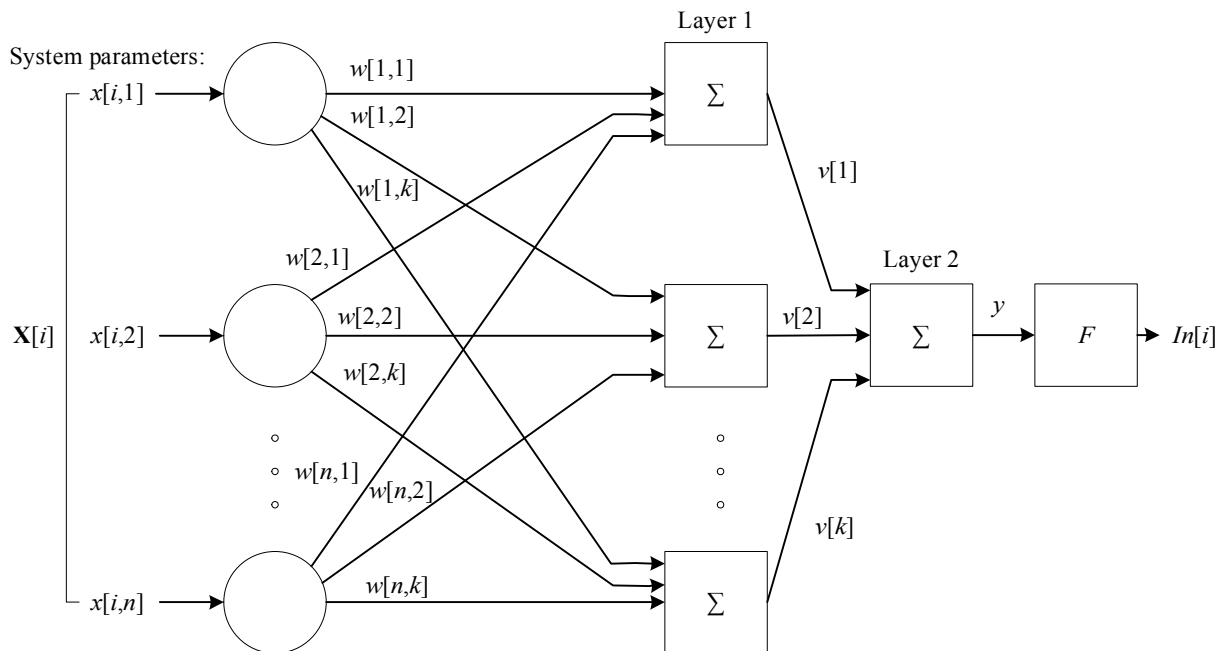 Layer 1
System parameters:
x[i,1]
w[1,1]
w[1,2]
Σ
w[1,k]
v[1]
w[2,1]
Layer 2
X[i]
x[i,2]
w[2,2]
Σ
v[2]
Σ
y
F
In[i]
w[2,k]
w[n,1]
w[n,2]
v[k]
x[i,n]
w[n,k]
Σ